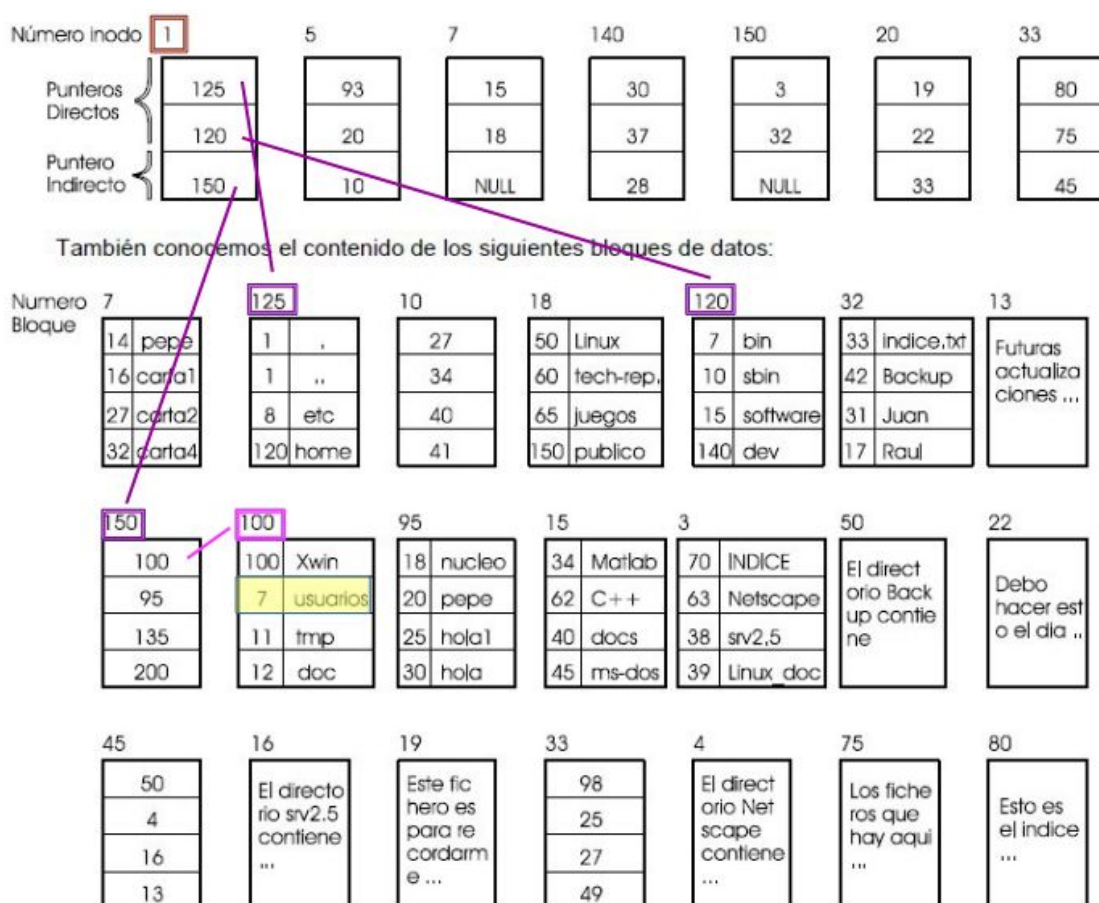 Número inodo 1 5 7 140 150 20 33
Punteros Directos 125 93 15 30 3 19 80
120 20 18 37 32 22 75
Puntero Indirecto 150 10 NULL 28 NULL 33 45
También conocemos el contenido de los siguientes bloques de datos:
Numero Bloque 7 125 10 18 120 32 13
14 pepe 1 . 27 50 Linux 7 bin 33 indice.txt Futuras
16 carta1 1 .. 34 60 tech-rep. 10 sbin 42 Backup actualiza
27 carta2 8 etc 40 65 juegos 15 software 31 Juan ciones ...
32 carta4 120 home 41 150 publico 140 dev 17 Raul
150 100 95 15 3 50 22
100 100 Xwin 18 nucleo 34 Matlab 70 INDICE El direct Debo
95 7 usuarios 20 pepe 62 C++ 63 Netscape orio Back hacer est
135 11 tmp 25 hola1 40 docs 38 srv2.5 up contie o el dia ..
200 12 doc 30 hola 45 ms-dos 39 Linux_doc ne
45 16 19 33 4 75 80
50 El directo Este fic 98 El direct Los fiche Esto es
4 rio srv2.5 hero es 25 orio Net ros que el indice
16 contiene para re 27 scape hay aqui ...
13 ... cordarm 49 contiene ...
e ... ...